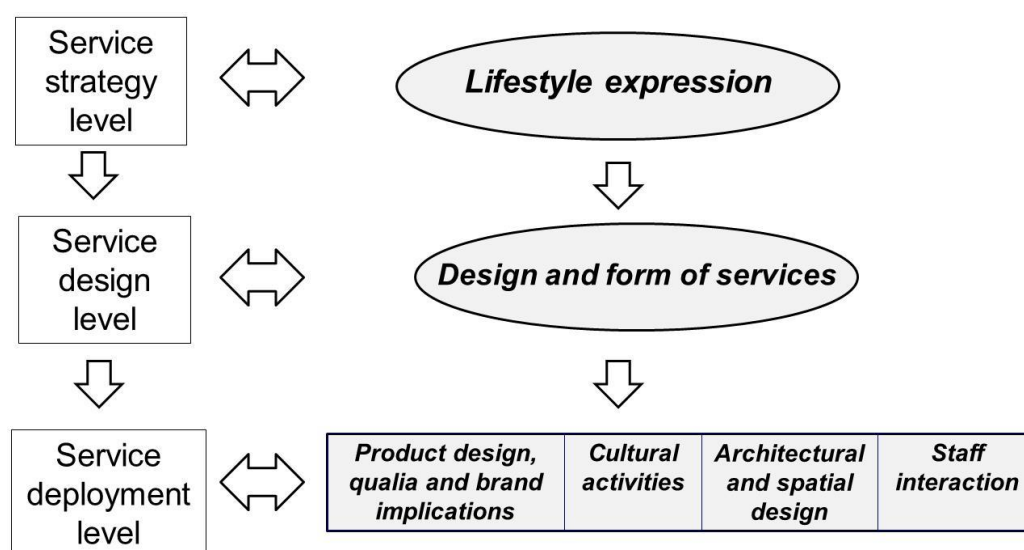 Service
strategy
level
Lifestyle expression
Service
design
level
Design and form of services
Service
deployment
level
Product design,
qualia and brand
implications
Cultural
activities
Architectural
and spatial
design
Staff
interaction